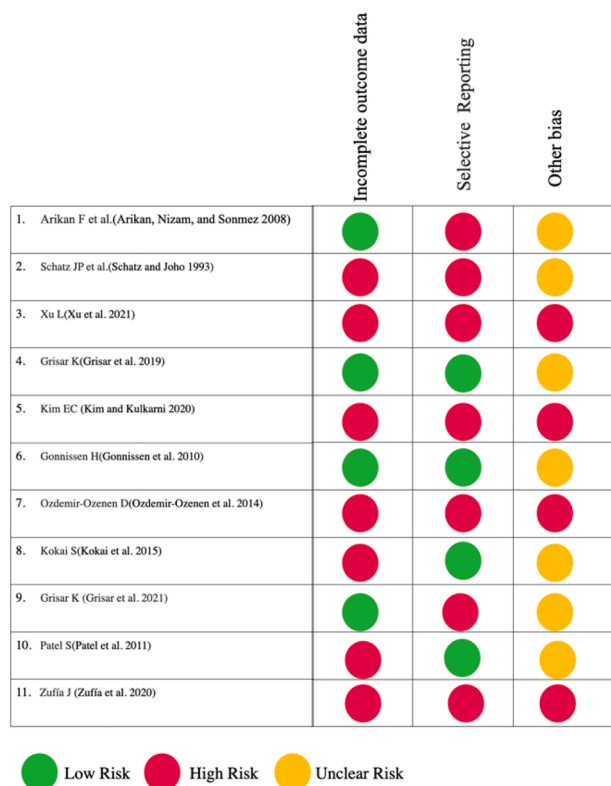 Incomplete outcome data
Selective Reporting
Other bias
1. Arikan F et al.(Arikan, Nizam, and Sonmez 2008)
2. Schatz JP et al.(Schatz and Joho 1993)
3. Xu L(Xu et al. 2021)
4. Grisar K(Grisar et al. 2019)
5. Kim EC (Kim and Kulkarni 2020)
6. Gonnissen H(Gonnissen et al. 2010)
7. Ozdemir-Ozenen D(Ozdemir-Ozenen et al. 2014)
8. Kokai S(Kokai et al. 2015)
9. Grisar K (Grisar et al. 2021)
10. Patel S(Patel et al. 2011)
11. Zufía J (Zufía et al. 2020)
Low Risk High Risk Unclear Risk